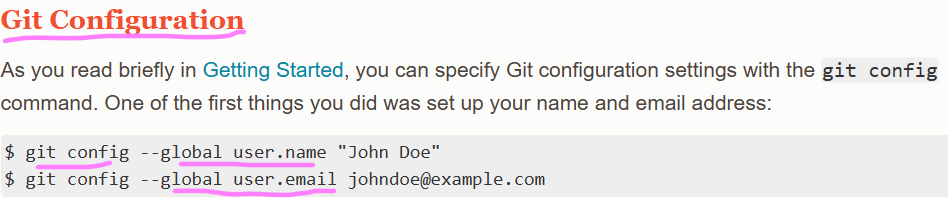 Git Configuration
As you read briefly in Getting Started, you can specify Git configuration settings with the git config
command. One of the first things you did was set up your name and email address:
$ git config --global user.name "John Doe"
$ git config --global user.email johndoe@example.com